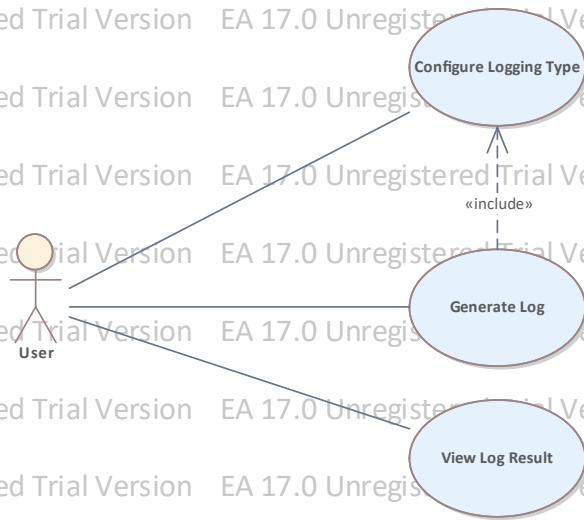 ed Trial Version EA 17.0 Unregistered Trial Ve
Configure Logging Type
ed Trial Version EA 17.0 Unregis
ed Trial Version EA 17.0 Unregistered Trial Ve
«include»
ed Trial Version EA 17.0 Unregistered Trial Ve
Generate Log
ed Trial Version EA 17.0 Unregis
User
ed Trial Version EA 17.0 Unregistered Trial Ve
View Log Result
ed Trial Version EA 17.0 Unregis